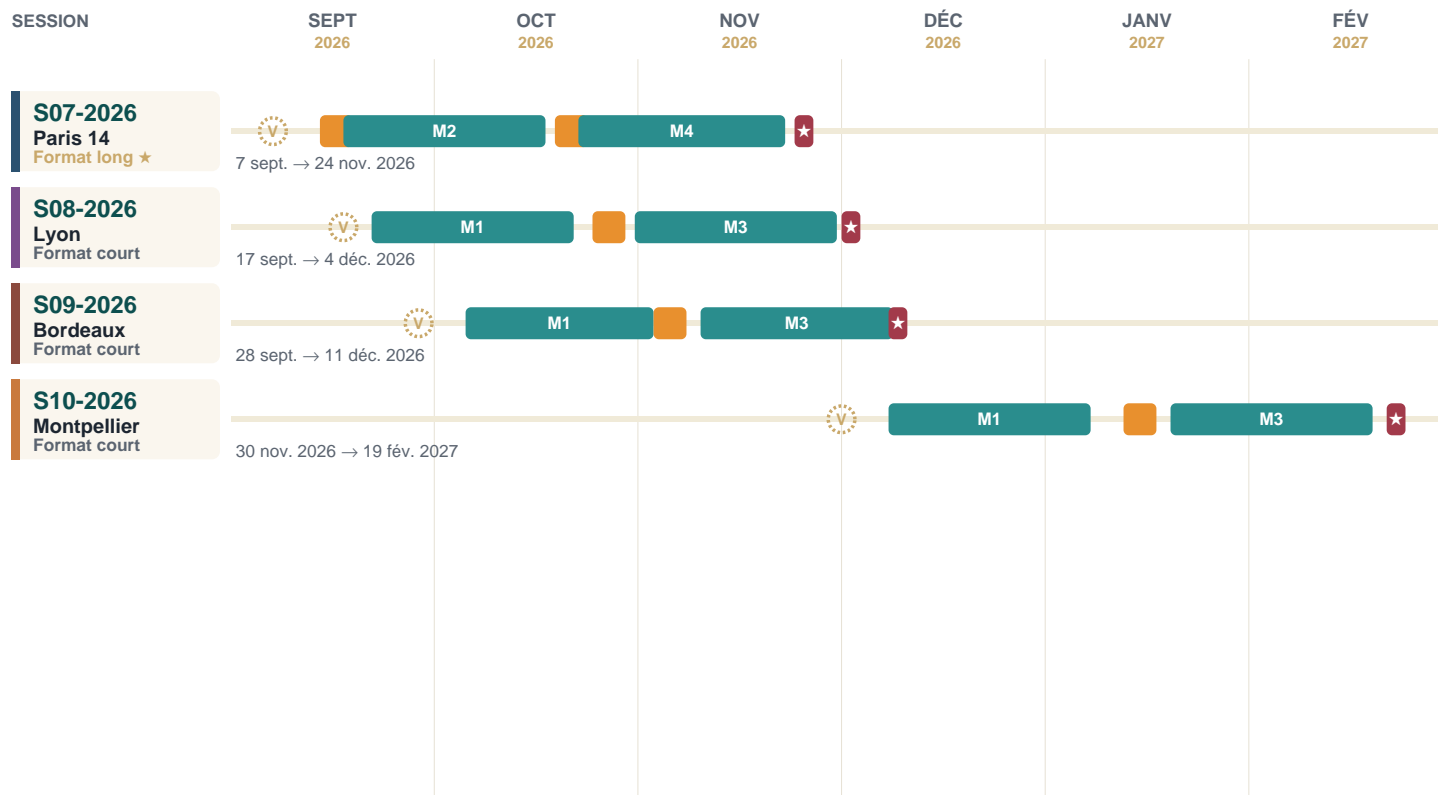 SESSION SEPT OCT NOV DÉC JANV FÉV
2026 2026 2026 2026 2027 2027
S07-2026
Paris 14
Format long ★
V M2 M4 ★
7 sept. → 24 nov. 2026
S08-2026
Lyon
Format court
V M1 M3 ★
17 sept. → 4 déc. 2026
S09-2026
Bordeaux
Format court
V M1 M3 ★
28 sept. → 11 déc. 2026
S10-2026
Montpellier
Format court
V M1 M3 ★
30 nov. 2026 → 19 fév. 2027